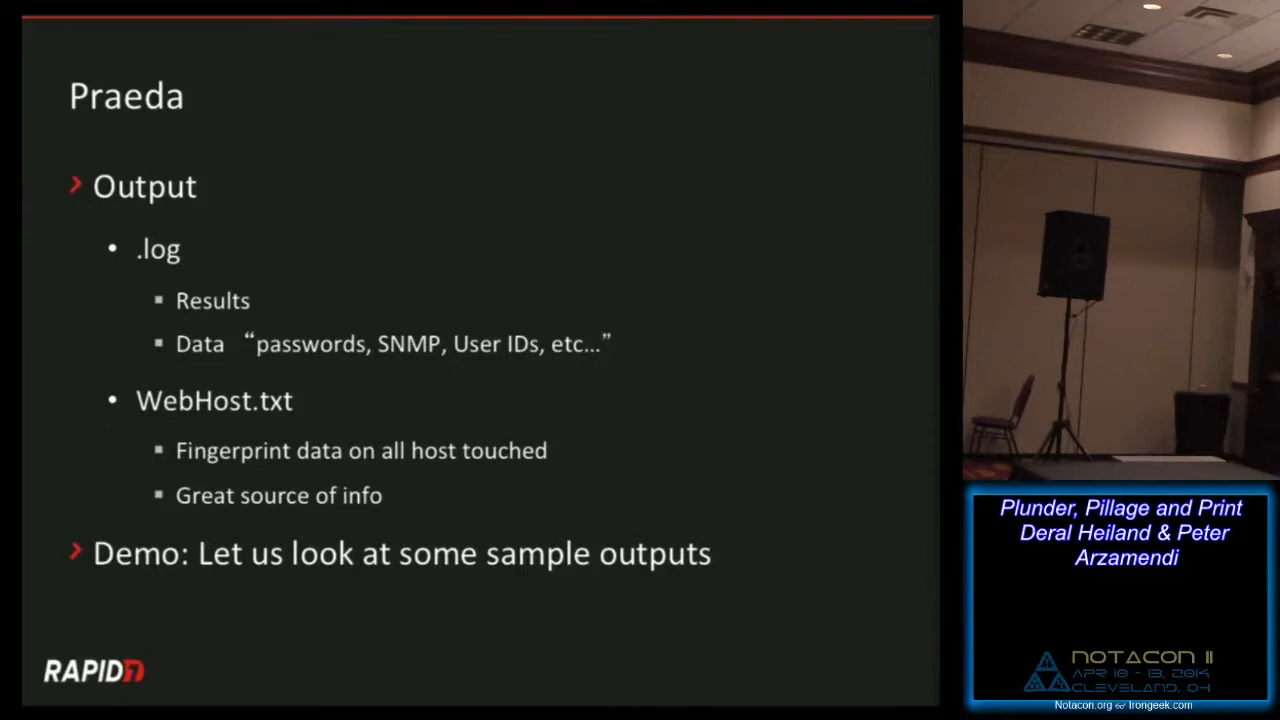 Praeda
Output
.log
Results
Data “passwords, SNMP, User IDs, etc…”
WebHost.txt
Fingerprint data on all host touched
Great source of info
Demo: Let us look at some sample outputs
RAPID7
Plunder, Pillage and Print
Deral Heiland & Peter
Arzamendi
NOTACON 11
APR 10 - 13, 2014
CLEVELAND, OH
Notacon.org & Irongeek.com